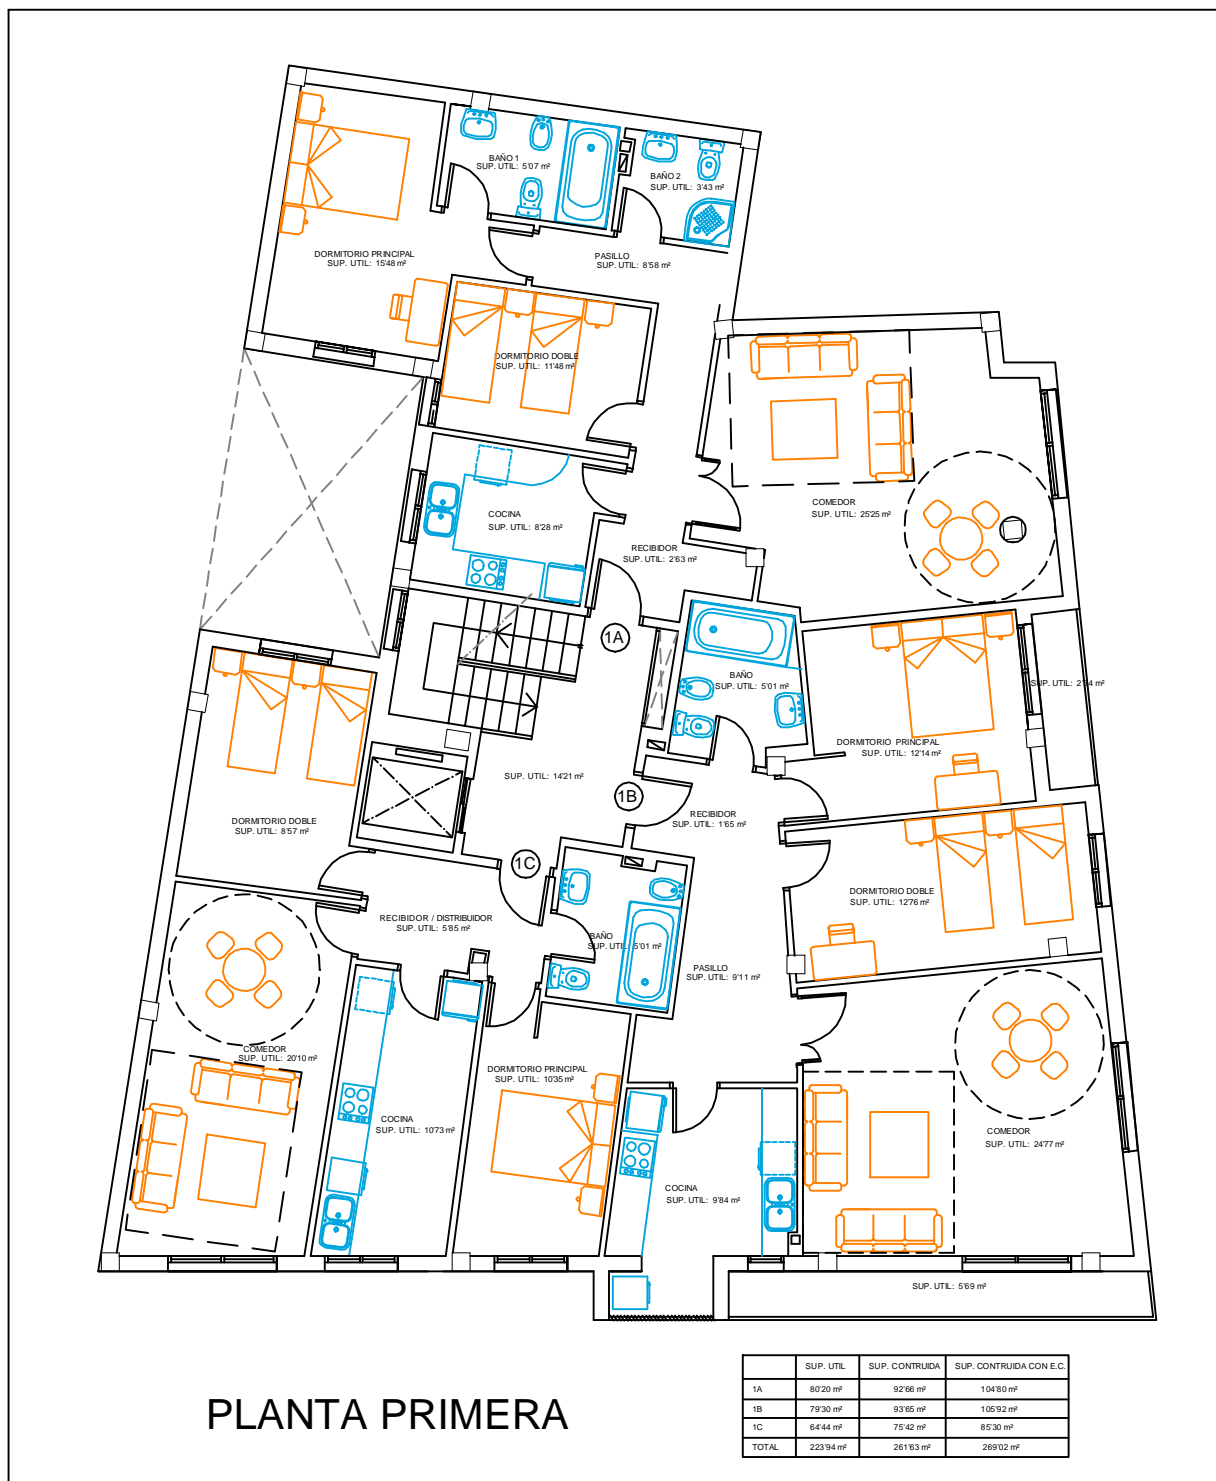 BAÑO 1
SUP. UTIL: 5'07 m²
BAÑO 2
SUP. UTIL: 3'43 m²
DORMITORIO PRINCIPAL
SUP. UTIL: 15'48 m²
PASILLO
SUP. UTIL: 8'58 m²
DORMITORIO DOBLE
SUP. UTIL: 11'48 m²
COCINA
SUP. UTIL: 8'28 m²
COMEDOR
SUP. UTIL: 25'25 m²
RECIBIDOR
SUP. UTIL: 2'63 m²
1A
BAÑO
SUP. UTIL: 5'01 m²
DORMITORIO PRINCIPAL
SUP. UTIL: 12'14 m²
SUP. UTIL:
SUP. UTIL: 14'21 m²
1B
RECIBIDOR
SUP. UTIL: 1'65 m²
DORMITORIO DOBLE
SUP. UTIL: 8'57 m²
1C
DORMITORIO DOBLE
SUP. UTIL: 12'76 m²
RECIBIDOR / DISTRIBUIDOR
SUP. UTIL: 5'85 m²
BAÑO
SUP. UTIL: 5'01 m²
PASILLO
SUP. UTIL: 9'11 m²
COMEDOR
SUP. UTIL: 20'10 m²
DORMITORIO PRINCIPAL
SUP. UTIL: 10'35 m²
COCINA
SUP. UTIL: 10'73 m²
COMEDOR
SUP. UTIL: 24'77 m²
COCINA
SUP. UTIL: 9'84 m²
SUP. UTIL: 5'69 m²
PLANTA PRIMERA
SUP. UTIL SUP. CONTRUIDA SUP. CONTRUIDA CON E.C.
1A 80'20 m² 92'66 m² 104'80 m²
1B 79'30 m² 93'65 m² 105'92 m²
1C 64'44 m² 75'42 m² 85'30 m²
TOTAL 223'94 m² 261'63 m² 269'02 m²